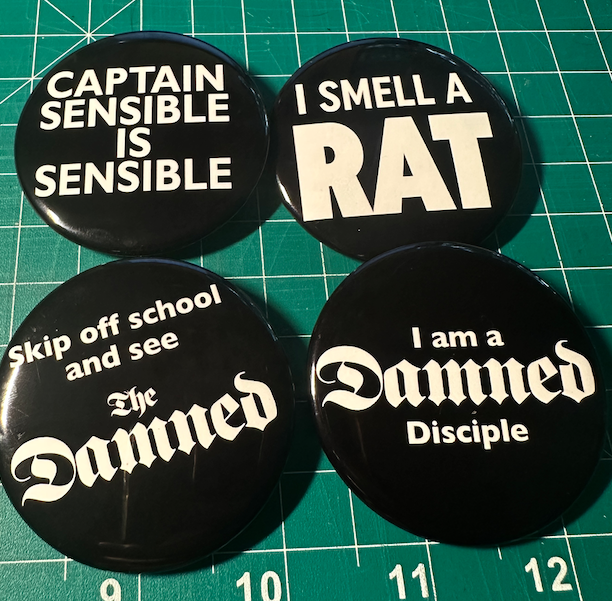 CAPTAIN
SENSIBLE
IS
SENSIBLE
I SMELL A
RAT
Skip off school
and see
The
Damned
I am a
Damned
Disciple
9
10
11
12